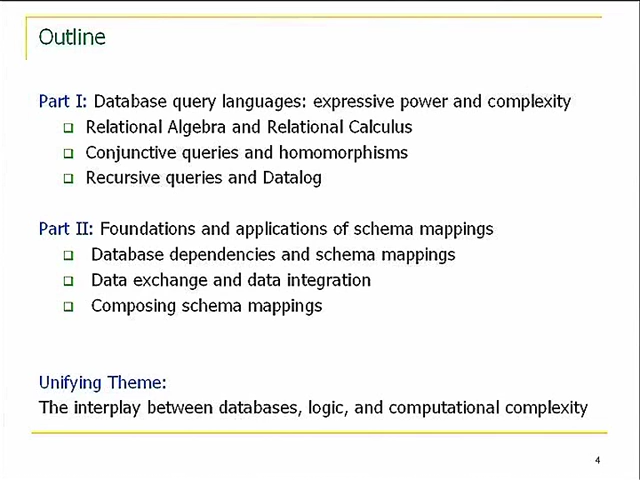 Outline
Part I: Database query languages: expressive power and complexity
Relational Algebra and Relational Calculus
Conjunctive queries and homomorphisms
Recursive queries and Datalog
Part II: Foundations and applications of schema mappings
Database dependencies and schema mappings
Data exchange and data integration
Composing schema mappings
Unifying Theme:
The interplay between databases, logic, and computational complexity
4